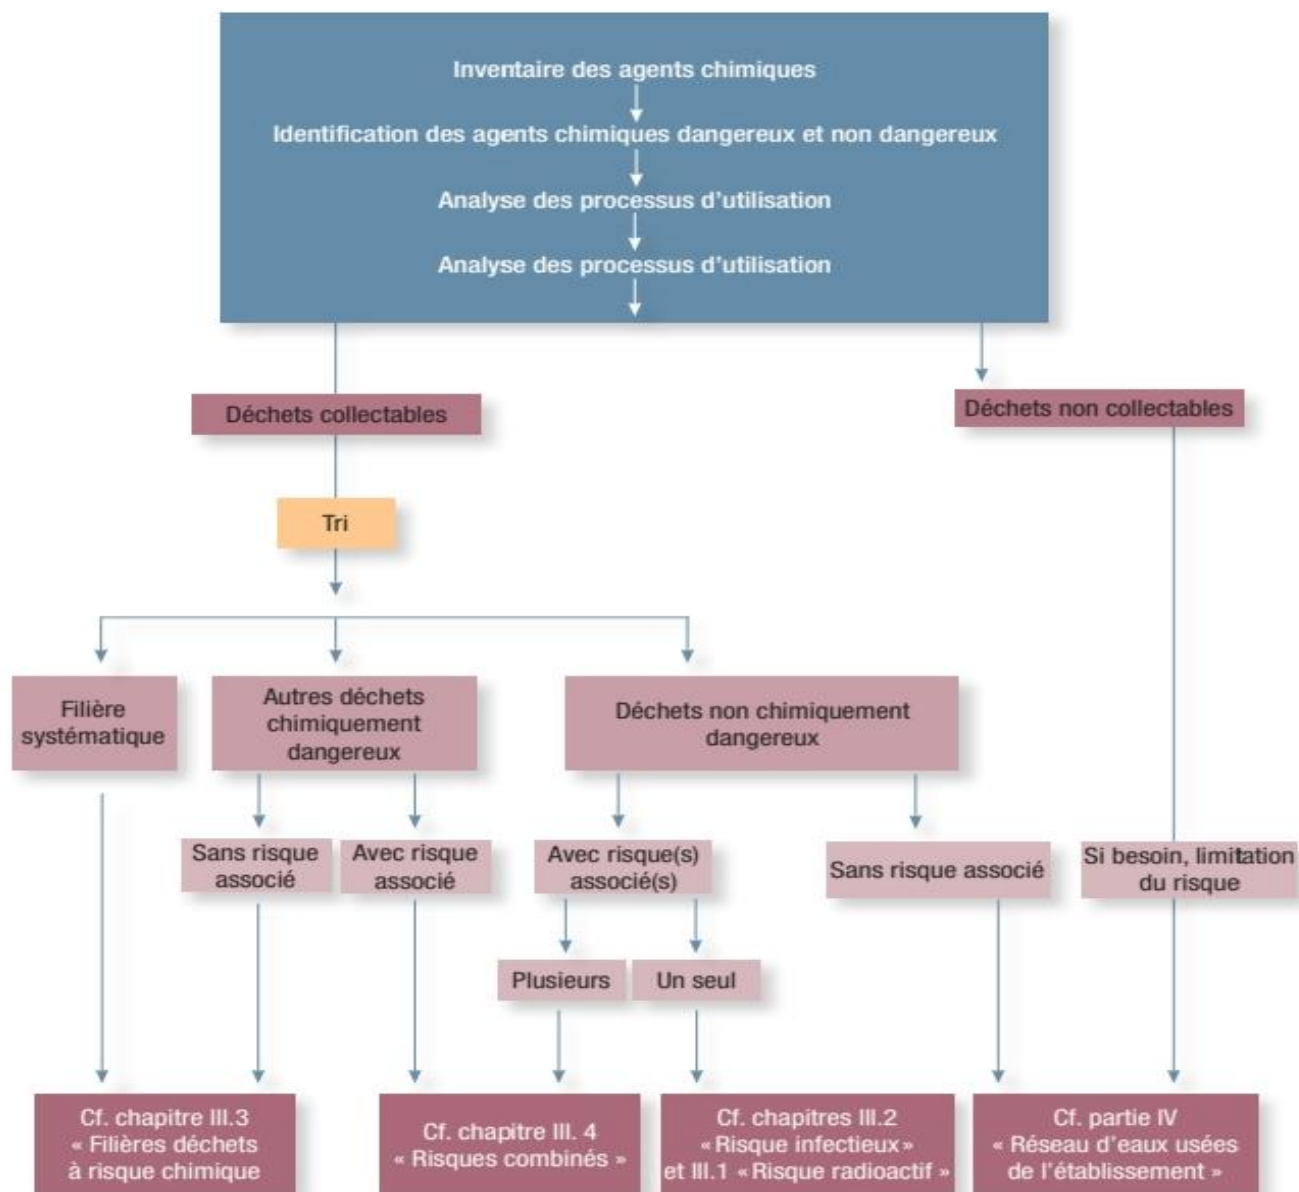 Inventaire des agents chimiques
Identification des agents chimiques dangereux et non dangereux
Analyse des processus d'utilisation
Analyse des processus d'utilisation
Déchets collectables
Déchets non collectables
Tri
Filière
systématique
Autres déchets
chimiquement
dangereux
Déchets non chimiquement
dangereux
Sans risque
associé
Avec risque
associé
Avec risque(s)
associé(s)
Sans risque associé
Si besoin, limitation
du risque
Plusieurs
Un seul
Cf. chapitre III.3
« Filières déchets
à risque chimique
Cf. chapitre III. 4
« Risques combinés »
Cf. chapitres III.2
« Risque infectieux »
et III.1 « Risque radioactif »
Cf. partie IV
« Réseau d'eaux usées
de l'établissement »